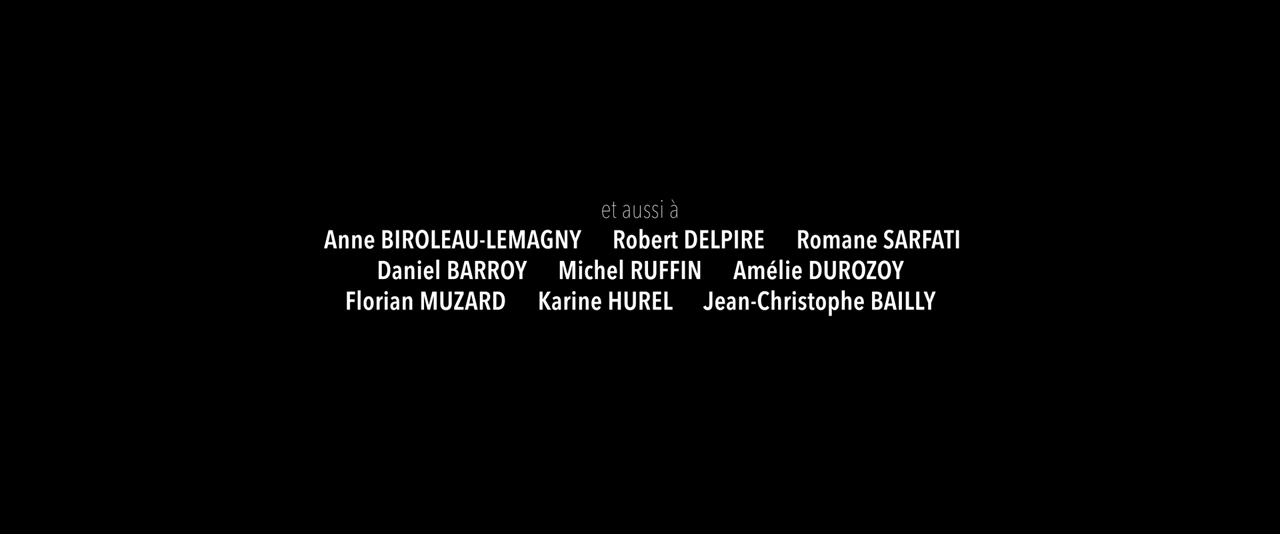 et aussi à
Anne BIROLEAU-LEMAGNY Robert DELPIRE Romane SARFATI
Daniel BARROY Michel RUFFIN Amélie DUROZOY
Florian MUZARD Karine HUREL Jean-Christophe BAILLY